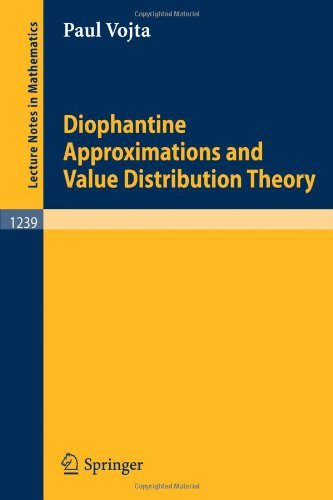 Paul Vojta
Lecture Notes in Mathematics
Diophantine
Approximations and
Value Distribution Theory
1239
Springer